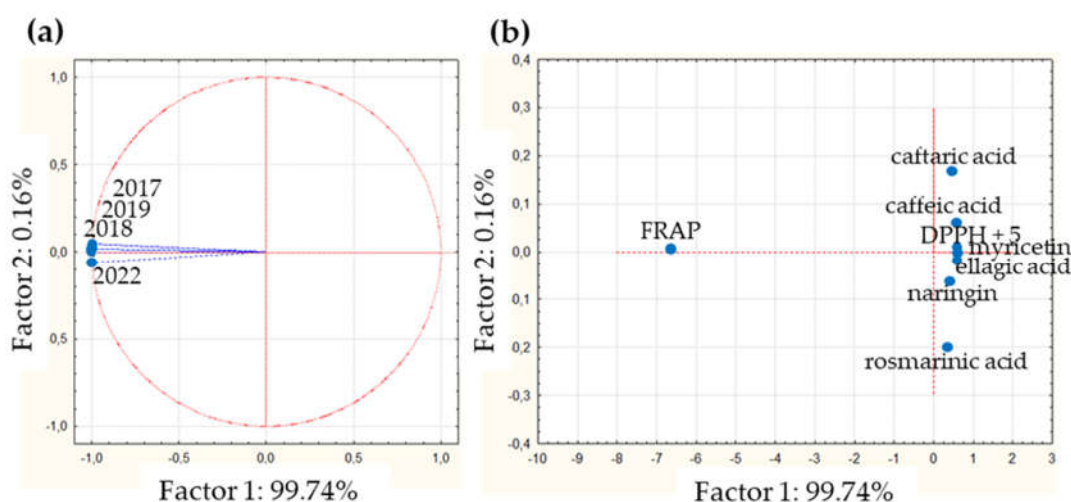 (a)
Factor 2: 0.16%
1,0
0,5
0,0
0,5
-1,0
2017
2019
2018
2022
-1,0 -0,5 0,0 0,5 1,0
Factor 1: 99.74%
(b)
Factor 2: 0.16%
0,4
0,3
0,2
0,1
0,0
0,1
0,2
-0,3
-0,4
caftaric acid
caffeic acid
FRAP
DPPH + 5
myricetin
ellagic acid
naringin
rosmarinic acid
-10 -9 -8 -7 -6 -5 -4 -3 -2 -1 0 1 2 3
Factor 1: 99.74%